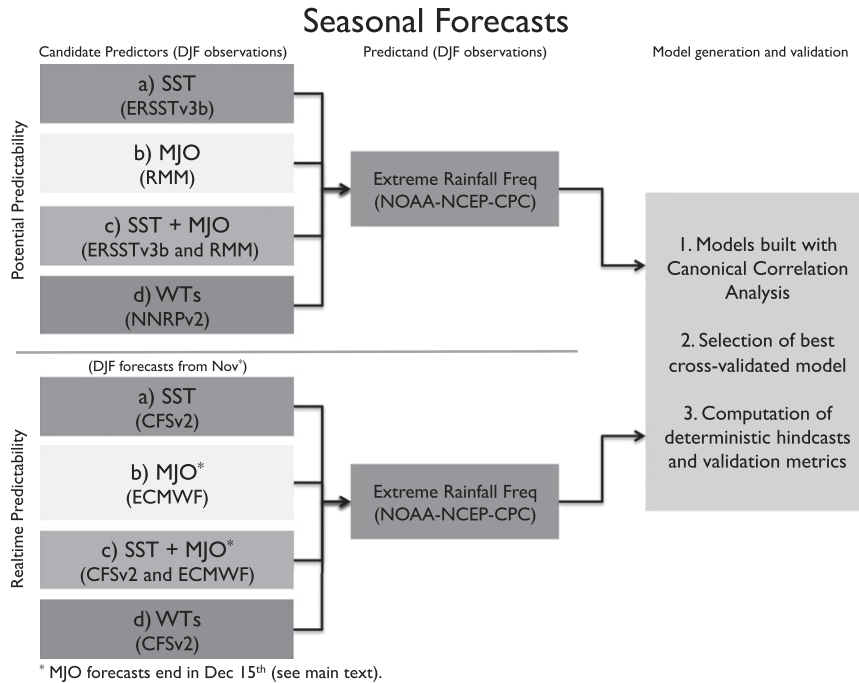 Seasonal Forecasts
Candidate Predictors (DJF observations)
Predictand (DJF observations)
Model generation and validation
Potential Predictability
a) SST
(ERSSTv3b)
b) MJO
(RMM)
c) SST + MJO
(ERSSTv3b and RMM)
d) WTs
(NNRPv2)
Extreme Rainfall Freq
(NOAA-NCEP-CPC)
(DJF forecasts from Nov*)
Realtime Predictability
a) SST
(CFSv2)
b) MJO*
(ECMWF)
c) SST + MJO*
(CFSv2 and ECMWF)
d) WTs
(CFSv2)
Extreme Rainfall Freq
(NOAA-NCEP-CPC)
1. Models built with
Canonical Correlation
Analysis
2. Selection of best
cross-validated model
3. Computation of
deterministic hindcasts
and validation metrics
* MJO forecasts end in Dec 15th (see main text).